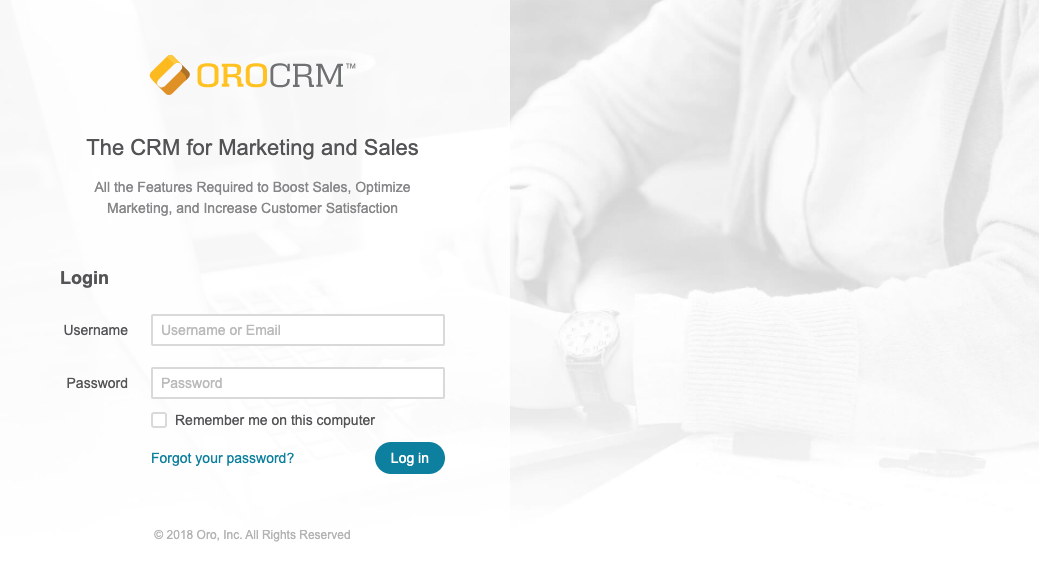 OROCRM™
The CRM for Marketing and Sales
All the Features Required to Boost Sales, Optimize
Marketing, and Increase Customer Satisfaction
Login
Username
Username or Email
Password
Password
Remember me on this computer
Forgot your password?
Log in
© 2018 Oro, Inc. All Rights Reserved